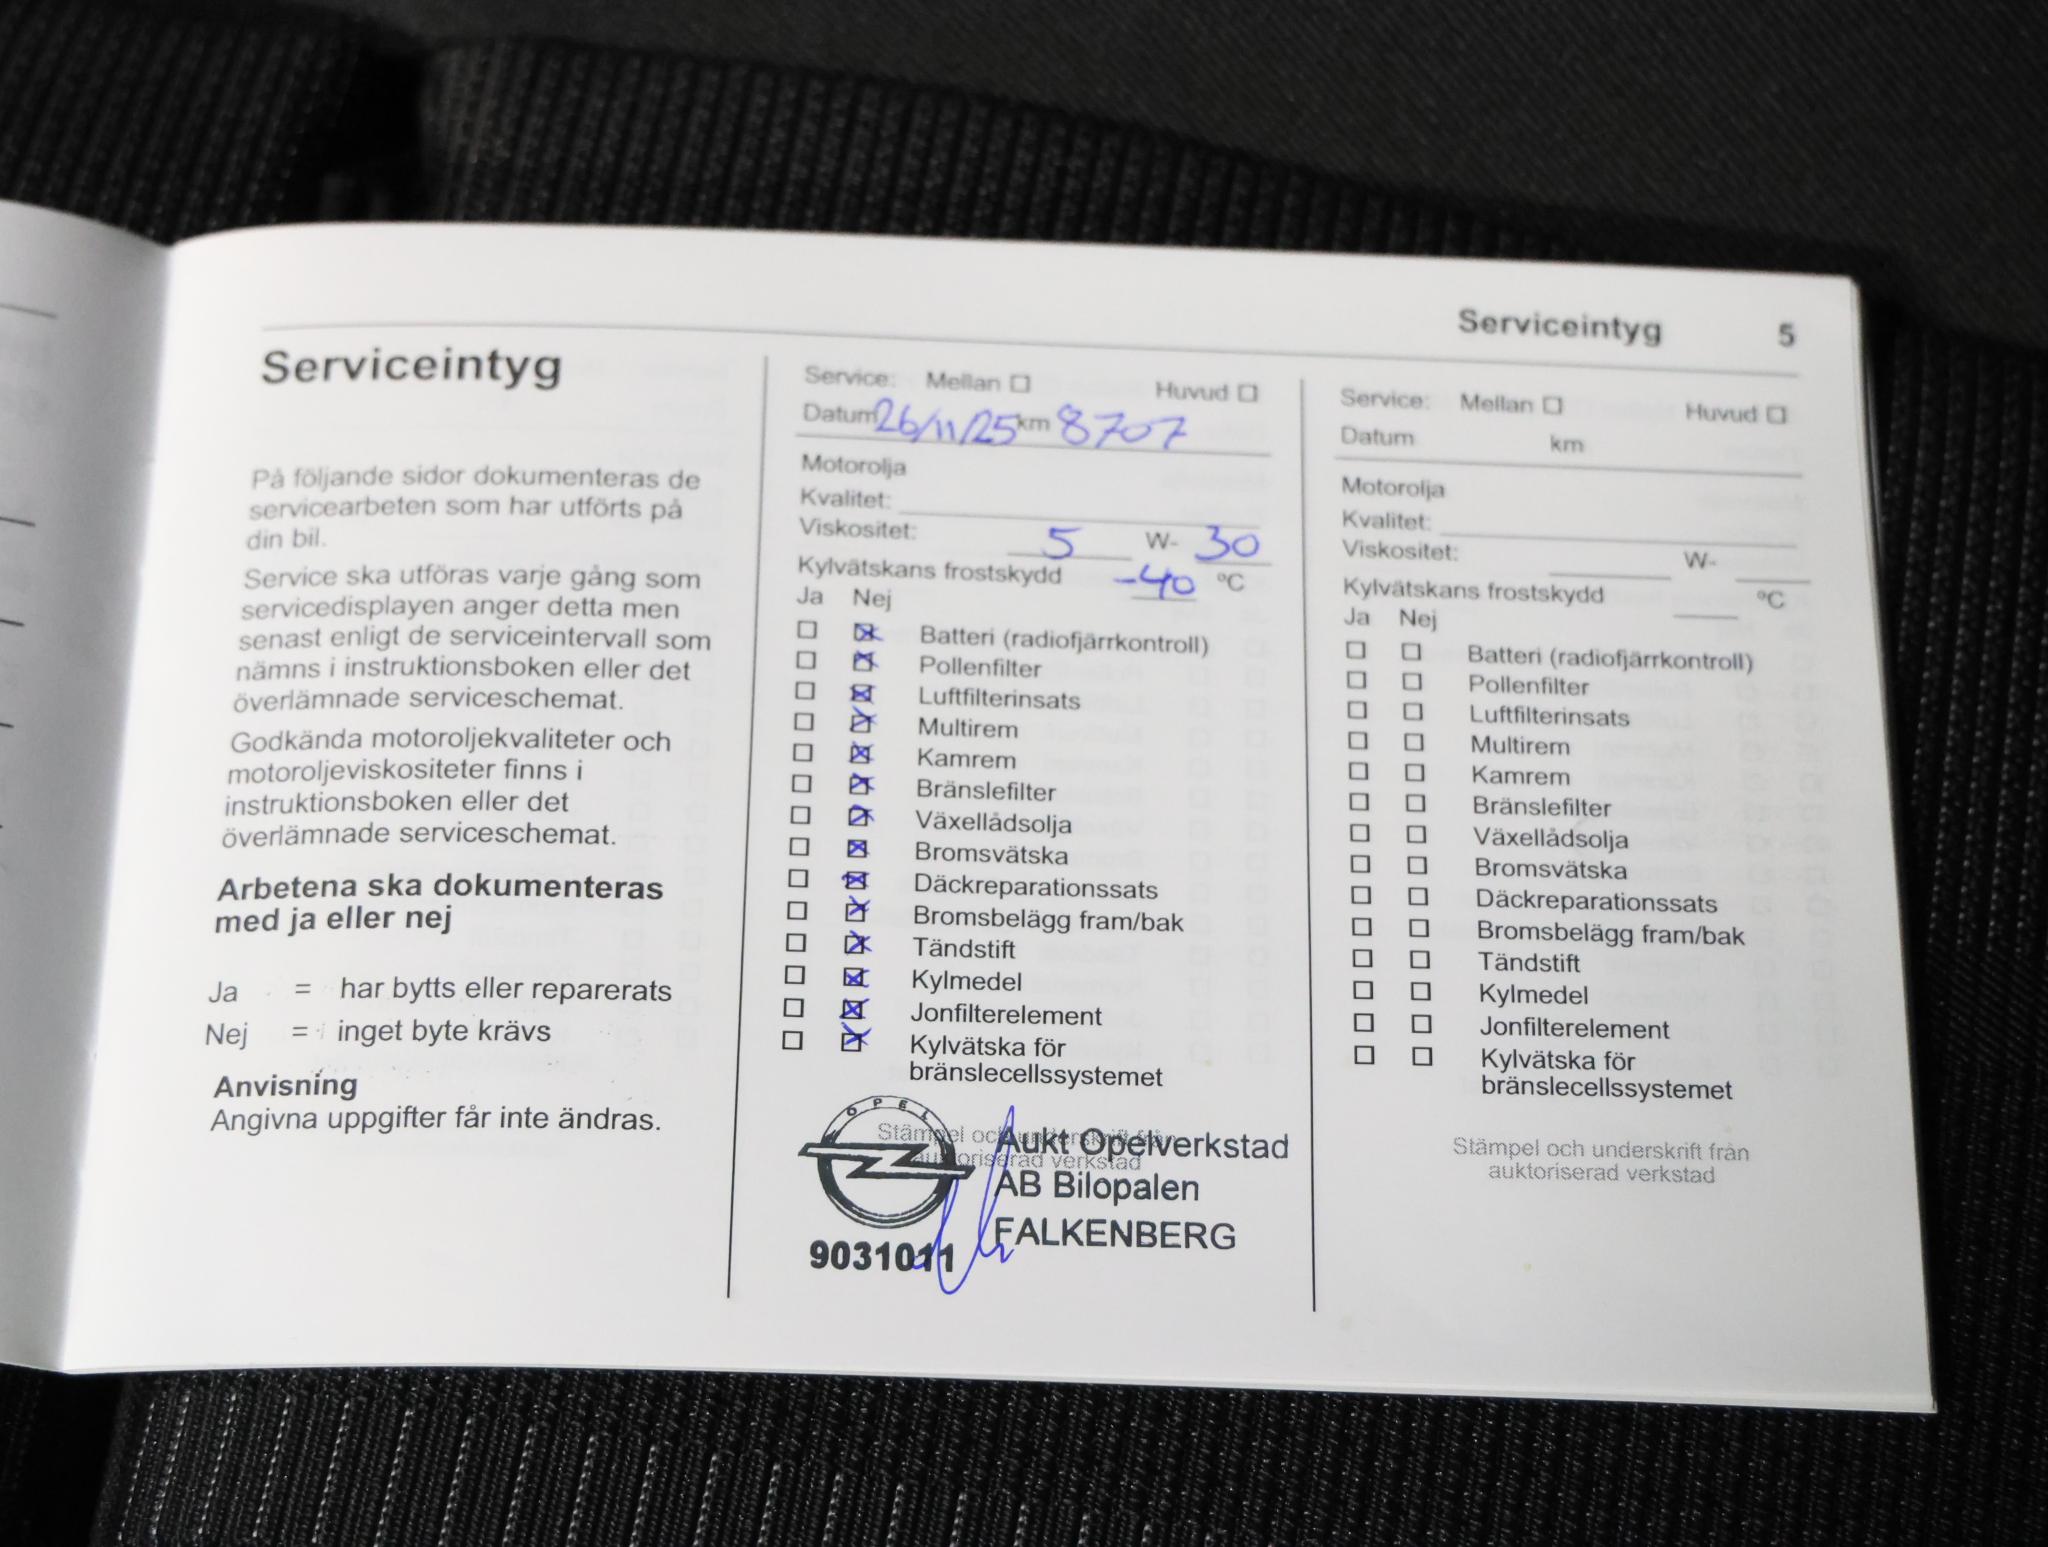 Serviceintyg 5
Serviceintyg
På följande sidor dokumenteras de
servicearbeten som har utförts på
din bil.
Service ska utföras varje gång som
servicedisplayen anger detta men
senast enligt de serviceintervall som
nämns i instruktionsboken eller det
överlämnade serviceschemat.
Godkända motoroljekvaliteter och
motoroljeviskositeter finns i
instruktionsboken eller det
överlämnade serviceschemat.
Arbetena ska dokumenteras
med ja eller nej
Ja = har bytts eller reparerats
Nej = inget byte krävs
Anvisning
Angivna uppgifter får inte ändras.
Service: Mellan ☐ Huvud ☐
Datum 26/11/25 km 8707
Motorolja
Kvalitet:
Viskositet: 5 W- 30
Kylvätskans frostskydd -40 °C
Ja Nej
☐ ☒ Batteri (radiofjärrkontroll)
☐ ☒ Pollenfilter
☐ ☒ Luftfilterinsats
☐ ☒ Multirem
☐ ☒ Kamrem
☐ ☒ Bränslefilter
☐ ☒ Växellådsolja
☐ ☒ Bromsvätska
☐ ☒ Däckreparationssats
☐ ☒ Bromsbelägg fram/bak
☐ ☒ Tändstift
☐ ☒ Kylmedel
☐ ☒ Jonfilterelement
☐ ☒ Kylvätska för
bränslecellssystemet
Stämpel och underskrift från
auktoriserad verkstad
OPEL
9031011
Aukt Opelverkstad
AB Bilopalen
FALKENBERG
Service: Mellan ☐ Huvud ☐
Datum km
Motorolja
Kvalitet:
Viskositet: W-
Kylvätskans frostskydd °C
Ja Nej
☐ ☐ Batteri (radiofjärrkontroll)
☐ ☐ Pollenfilter
☐ ☐ Luftfilterinsats
☐ ☐ Multirem
☐ ☐ Kamrem
☐ ☐ Bränslefilter
☐ ☐ Växellådsolja
☐ ☐ Bromsvätska
☐ ☐ Däckreparationssats
☐ ☐ Bromsbelägg fram/bak
☐ ☐ Tändstift
☐ ☐ Kylmedel
☐ ☐ Jonfilterelement
☐ ☐ Kylvätska för
bränslecellssystemet
Stämpel och underskrift från
auktoriserad verkstad